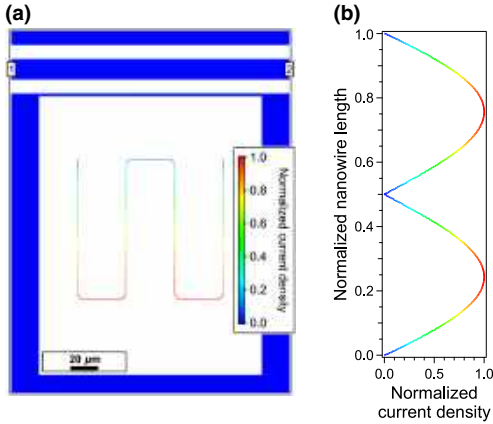 (a)
1
2
1.0
0.8
0.6
0.4
0.2
0.0
Normalized current density
20 µm
(b)
Normalized nanowire length
1.0
0.8
0.6
0.4
0.2
0.0
0.0 0.5 1.0
Normalized
current density